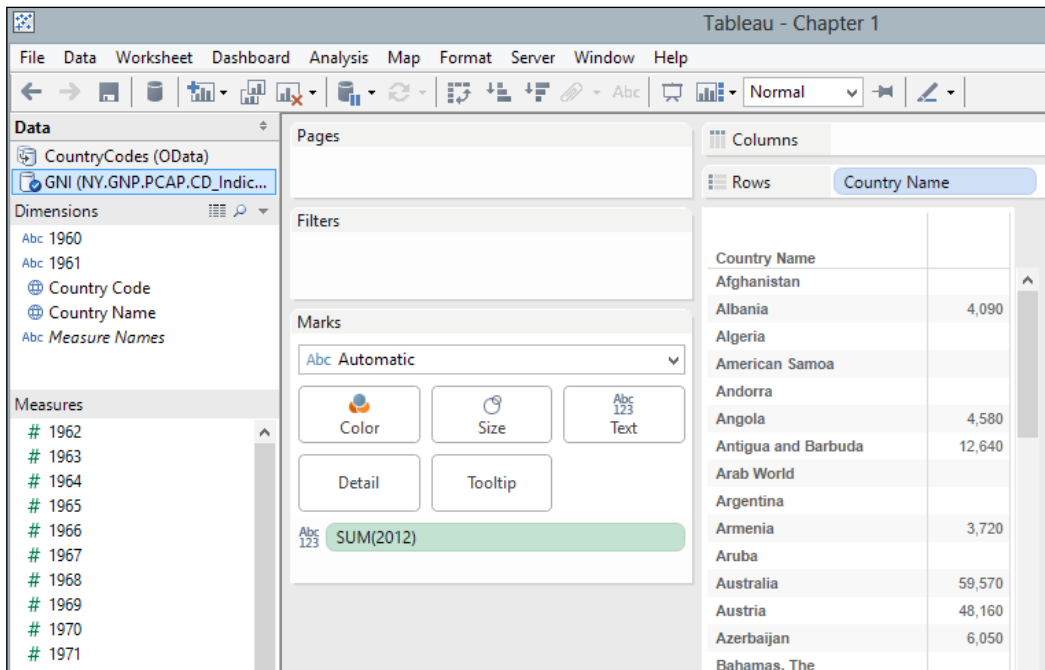 Tableau - Chapter 1
File Data Worksheet Dashboard Analysis Map Format Server Window Help
Abc Normal
Data
CountryCodes (OData)
GNI (NY.GNP.PCAP.CD_Indic...
Dimensions
Abc 1960
Abc 1961
Country Code
Country Name
Abc Measure Names
Measures
# 1962
# 1963
# 1964
# 1965
# 1966
# 1967
# 1968
# 1969
# 1970
# 1971
Pages
Filters
Marks
Abc Automatic
Color
Size
Abc
123
Text
Detail
Tooltip
Abc
123
SUM(2012)
Columns
Rows Country Name
Country Name
Afghanistan
Albania 4,090
Algeria
American Samoa
Andorra
Angola 4,580
Antigua and Barbuda 12,640
Arab World
Argentina
Armenia 3,720
Aruba
Australia 59,570
Austria 48,160
Azerbaijan 6,050
Bahamas, The